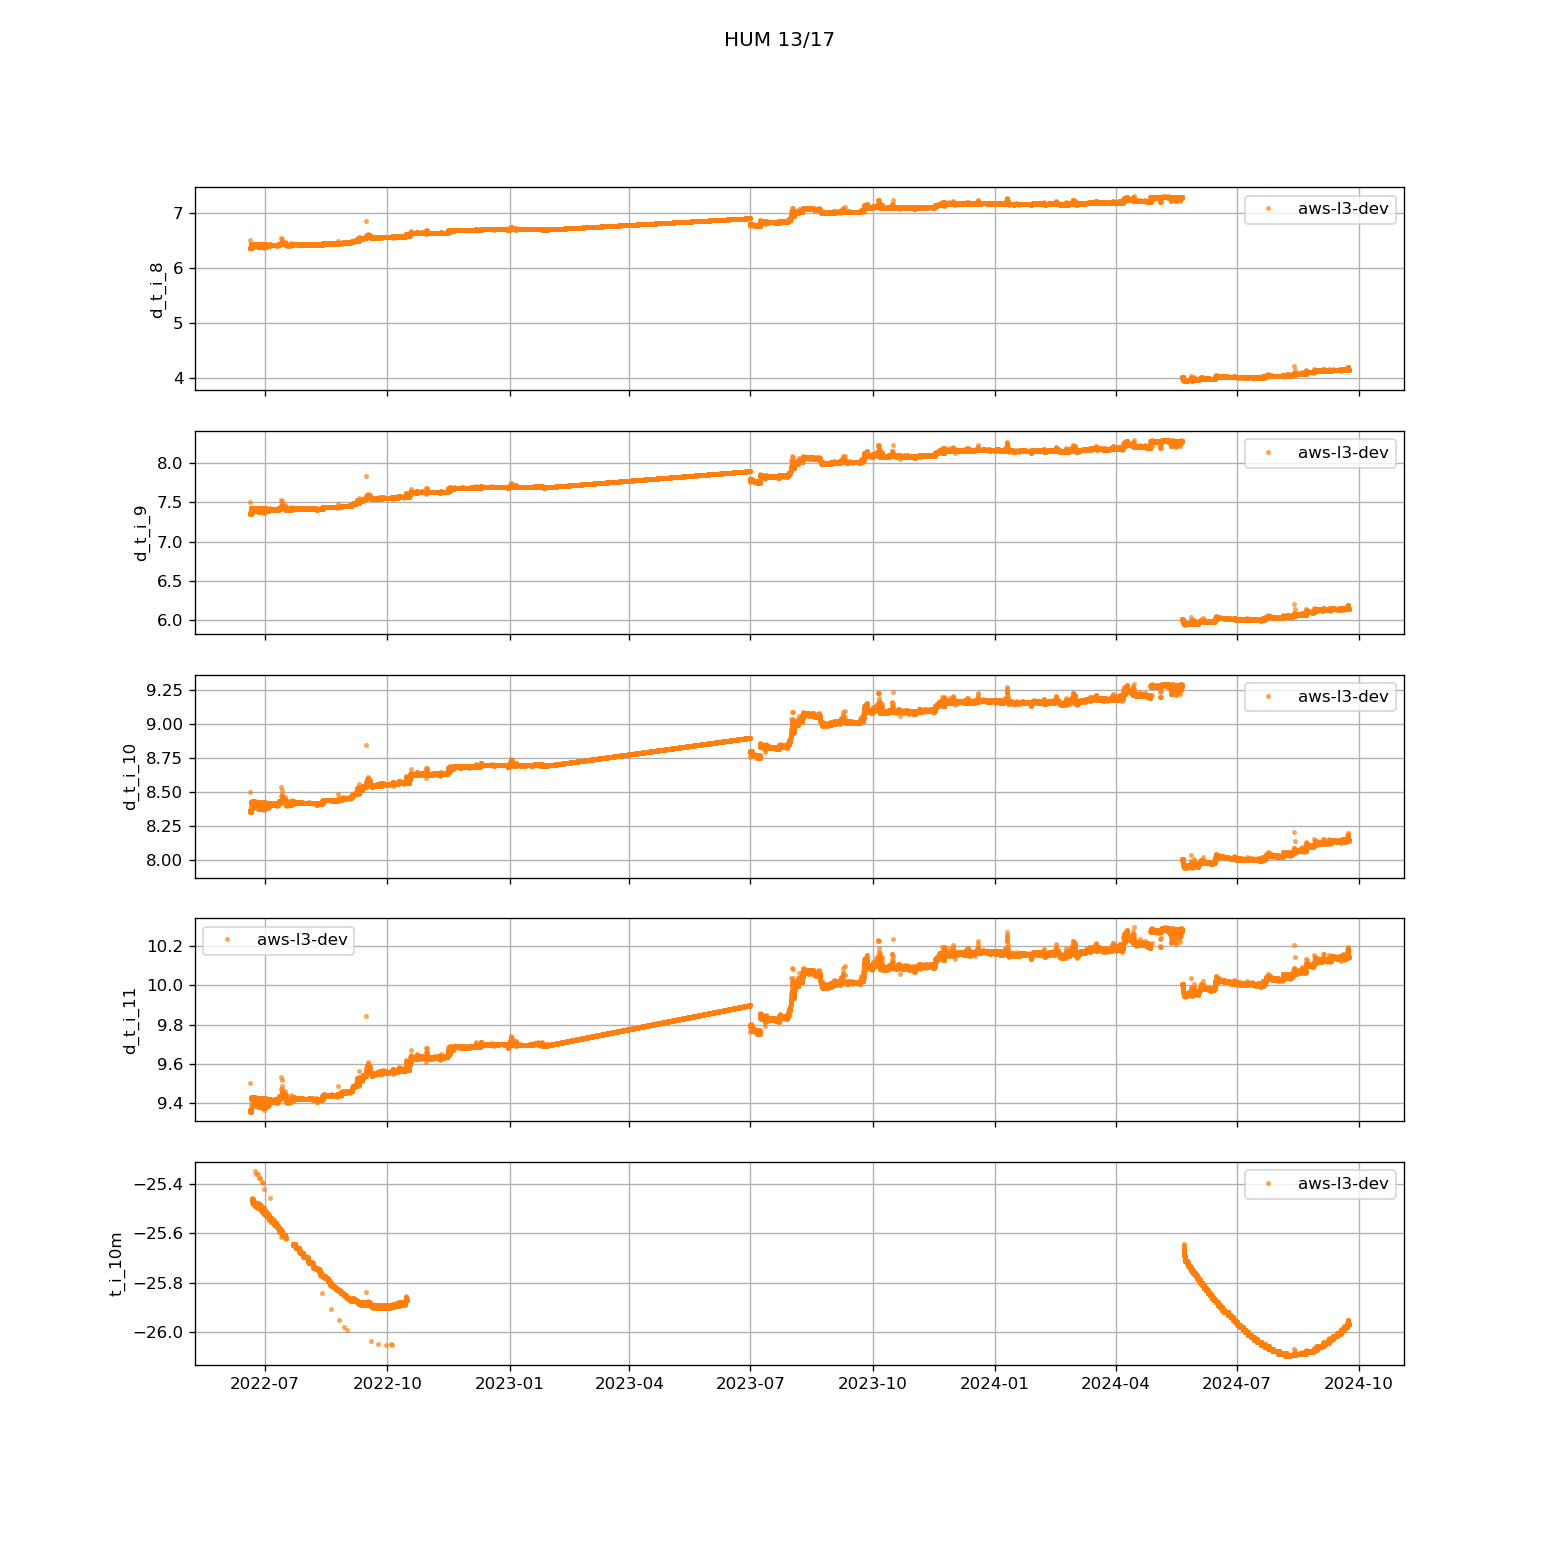 HUM 13/17
7
6
5
4
d_t_i_8
aws-l3-dev
8.0
7.5
7.0
6.5
6.0
d_t_i_9
aws-l3-dev
9.25
9.00
8.75
8.50
8.25
8.00
d_t_i_10
aws-l3-dev
10.2
10.0
9.8
9.6
9.4
d_t_i_11
aws-l3-dev
−25.4
−25.6
−25.8
−26.0
t_i_10m
aws-l3-dev
2022-07 2022-10 2023-01 2023-04 2023-07 2023-10 2024-01 2024-04 2024-07 2024-10